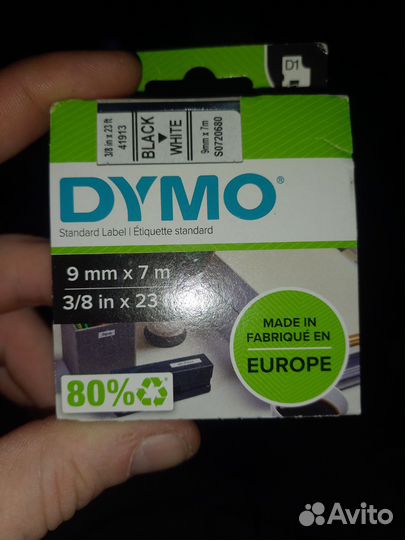 D1
3/8 in x 23 ft
41913
BLACK
WHITE
9mm x 7m
S0720680
DYMO®
Standard Label | Étiquette standard
9 mm x 7 m
3/8 in x 23
MADE IN
FABRIQUÉ EN
EUROPE
80%
Avito